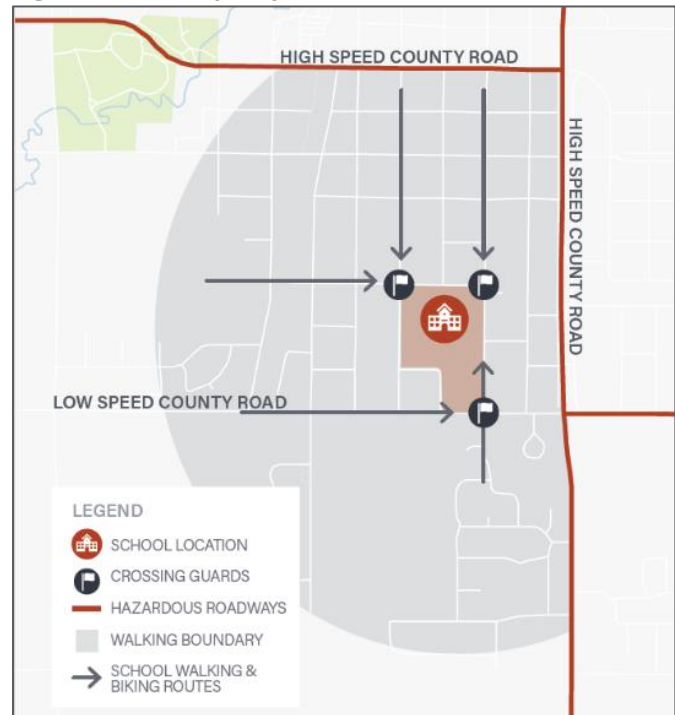 HIGH SPEED COUNTY ROAD
HIGH SPEED COUNTY ROAD
LOW SPEED COUNTY ROAD
LEGEND
SCHOOL LOCATION
CROSSING GUARDS
HAZARDOUS ROADWAYS
WALKING BOUNDARY
SCHOOL WALKING &
BIKING ROUTES